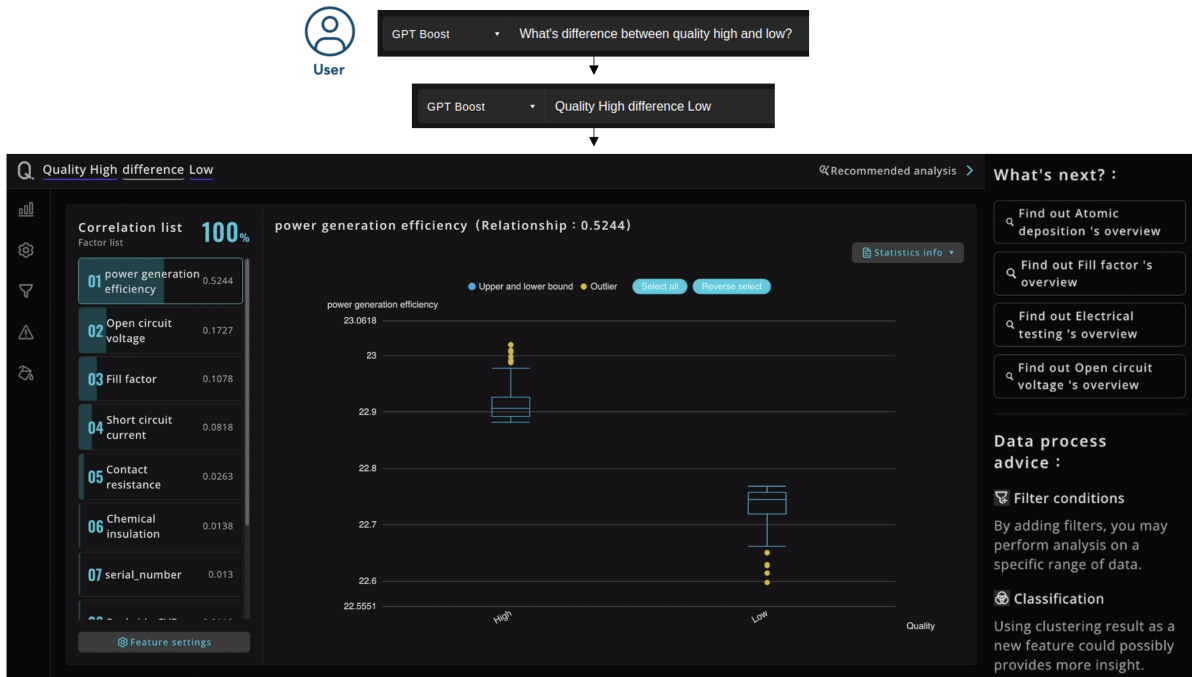 GPT Boost
What's difference between quality high and low?
User
GPT Boost
Quality High difference Low
Quality High difference Low
Recommended analysis
Correlation list
Factor list
100%
01 power generation efficiency 0.5244
02 Open circuit voltage 0.1727
03 Fill factor 0.1078
04 Short circuit current 0.0818
05 Contact resistance 0.0263
06 Chemical insulation 0.0138
07 serial_number 0.013
Feature settings
power generation efficiency (Relationship : 0.5244)
Statistics info
Upper and lower bound
Outlier
Select all
Reverse select
power generation efficiency
23.0618
23
22.9
22.8
22.7
22.6
22.5551
High
Low
Quality
What's next? :
Find out Atomic
deposition 's overview
Find out Fill factor 's
overview
Find out Electrical
testing 's overview
Find out Open circuit
voltage 's overview
Data process
advice :
Filter conditions
By adding filters, you may
perform analysis on a
specific range of data.
Classification
Using clustering result as a
new feature could possibly
provides more insight.